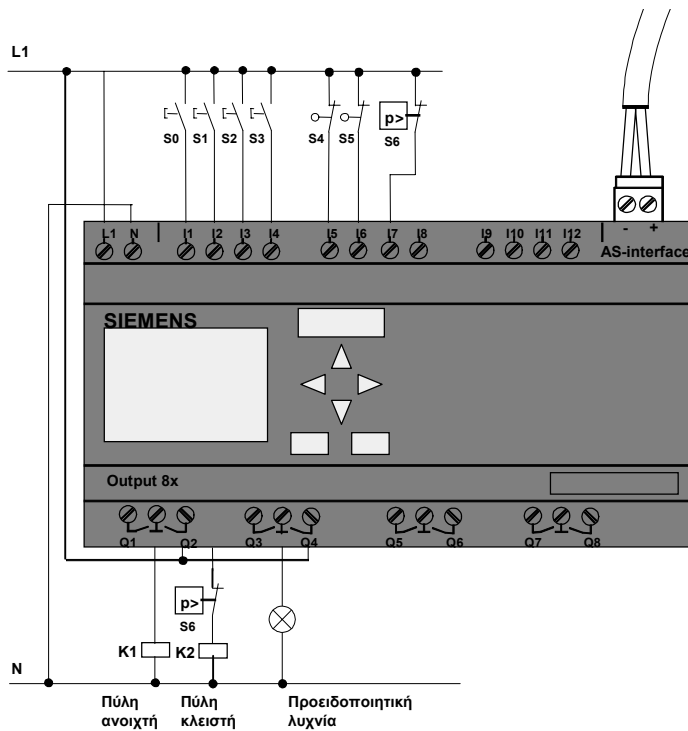 L1
S0 S1 S2 S3 S4 S5 p> S6
- +
L1 N I1 I2 I3 I4 I5 I6 I7 I8 I9 I10 I11 I12 AS-interface
SIEMENS
Output 8x
Q1 Q2 Q3 Q4 Q5 Q6 Q7 Q8
p>
S6
K1 K2
N
Πύλη ανοιχτή
Πύλη κλειστή
Προειδοποιητική λυχνία